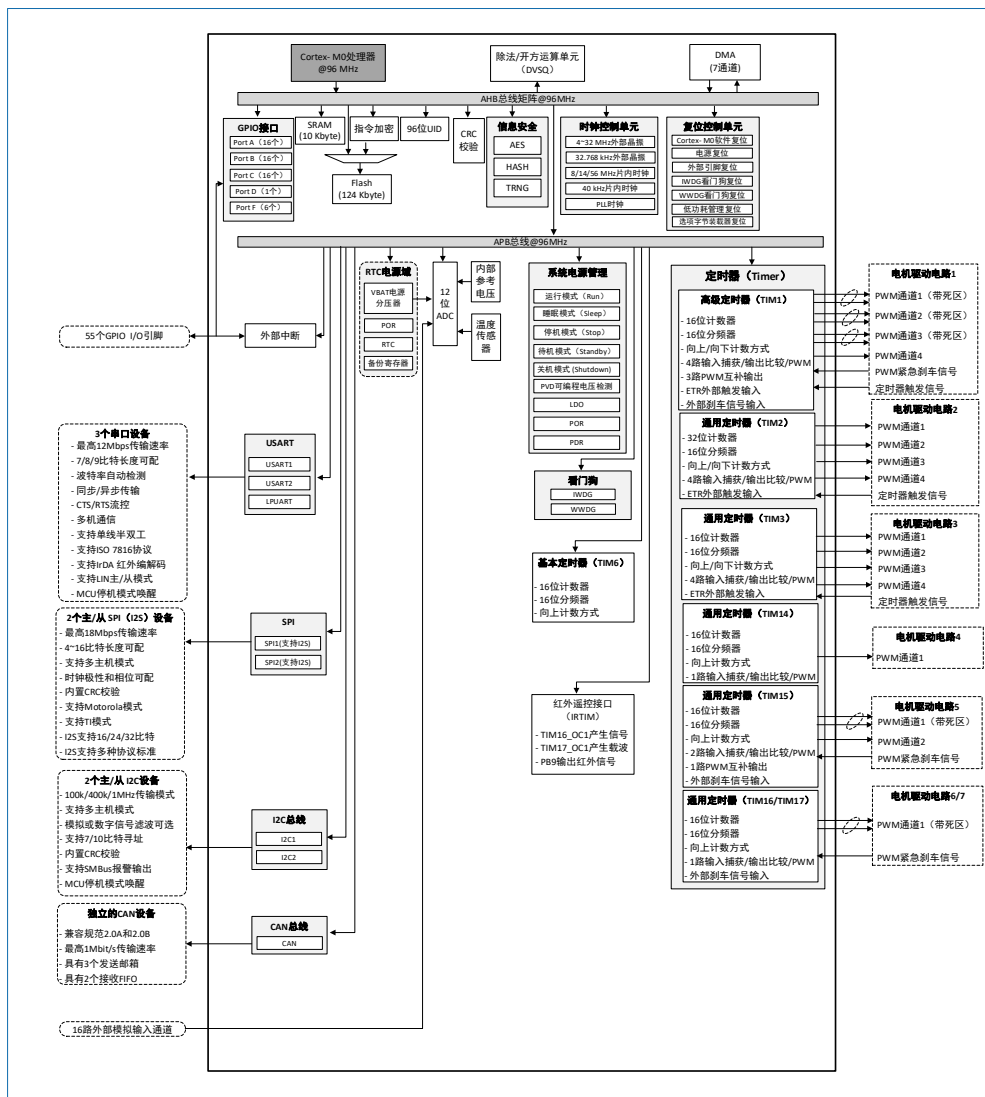 Cortex- M0处理器
@96 MHz
除法/开方运算单元
（DVSQ）
DMA
(7通道)
AHB总线矩阵@96MHz
GPIO接口
Port A（16个）
Port B（16个）
Port C（16个）
Port D（1个）
Port F（6个）
SRAM
(10 Kbyte)
指令加密
96位UID
Flash
(124 Kbyte)
CRC
校验
信息安全
AES
HASH
TRNG
时钟控制单元
4~32 MHz外部晶振
32.768 kHz外部晶振
8/14/56 MHz片内时钟
40 kHz片内时钟
PLL时钟
复位控制单元
Cortex- M0软件复位
电源复位
外部引脚复位
IWDG看门狗复位
WWDG看门狗复位
低功耗管理复位
选项字节装载器复位
APB总线@96MHz
55个GPIO I/O引脚
外部中断
RTC电源域
VBAT电源
分压器
POR
RTC
备份寄存器
12
位
ADC
内部
参考
电压
温度
传感
器
系统电源管理
运行模式（Run）
睡眠模式（Sleep）
停机模式（Stop）
待机模式（Standby）
关机模式 (Shutdown)
PVD可编程电压检测
LDO
POR
PDR
看门狗
IWDG
WWDG
基本定时器（TIM6）
- 16位计数器
- 16位分频器
- 向上计数方式
红外遥控接口
（IRTIM）
- TIM16_OC1产生信号
- TIM17_OC1产生载波
- PB9输出红外信号
3个串口设备
- 最高12Mbps传输速率
- 7/8/9比特长度可配
- 波特率自动检测
- 同步/异步传输
- CTS/RTS流控
- 多机通信
- 支持单线半双工
- 支持ISO 7816协议
- 支持IrDA 红外编解码
- 支持LIN主/从模式
- MCU停机模式唤醒
USART
USART1
USART2
LPUART
2个主/从 SPI（I2S）设备
- 最高18Mbps传输速率
- 4~16比特长度可配
- 支持多主机模式
- 时钟极性和相位可配
- 内置CRC校验
- 支持Motorola模式
- 支持TI模式
- I2S支持16/24/32比特
- I2S支持多种协议标准
SPI
SPI1(支持I2S)
SPI2(支持I2S)
2个主/从 I2C设备
- 100k/400k/1MHz传输模式
- 支持多主机模式
- 模拟或数字信号滤波可选
- 支持7/10比特寻址
- 内置CRC校验
- 支持SMBus报警输出
- MCU停机模式唤醒
I2C总线
I2C1
I2C2
独立的CAN设备
- 兼容规范2.0A和2.0B
- 最高1Mbit/s传输速率
- 具有3个发送邮箱
- 具有2个接收FIFO
CAN总线
CAN
16路外部模拟输入通道
定时器（Timer）
高级定时器（TIM1）
- 16位计数器
- 16位分频器
- 向上/向下计数方式
- 4路输入捕获/输出比较/PWM
- 3路PWM互补输出
- ETR外部触发输入
- 外部刹车信号输入
通用定时器（TIM2）
- 32位计数器
- 16位分频器
- 向上/向下计数方式
- 4路输入捕获/输出比较/PWM
- ETR外部触发输入
通用定时器（TIM3）
- 16位计数器
- 16位分频器
- 向上/向下计数方式
- 4路输入捕获/输出比较/PWM
- ETR外部触发输入
通用定时器（TIM14）
- 16位计数器
- 16位分频器
- 向上计数方式
- 1路输入捕获/输出比较/PWM
通用定时器（TIM15）
- 16位计数器
- 16位分频器
- 向上计数方式
- 2路输入捕获/输出比较/PWM
- 1路PWM互补输出
- 外部刹车信号输入
通用定时器（TIM16/TIM17）
- 16位计数器
- 16位分频器
- 向上计数方式
- 1路输入捕获/输出比较/PWM
- 外部刹车信号输入
电机驱动电路1
PWM通道1（带死区）
PWM通道2（带死区）
PWM通道3（带死区）
PWM通道4
PWM紧急刹车信号
定时器触发信号
电机驱动电路2
PWM通道1
PWM通道2
PWM通道3
PWM通道4
定时器触发信号
电机驱动电路3
PWM通道1
PWM通道2
PWM通道3
PWM通道4
定时器触发信号
电机驱动电路4
PWM通道1
电机驱动电路5
PWM通道1（带死区）
PWM通道2
PWM紧急刹车信号
电机驱动电路6/7
PWM通道1（带死区）
PWM紧急刹车信号